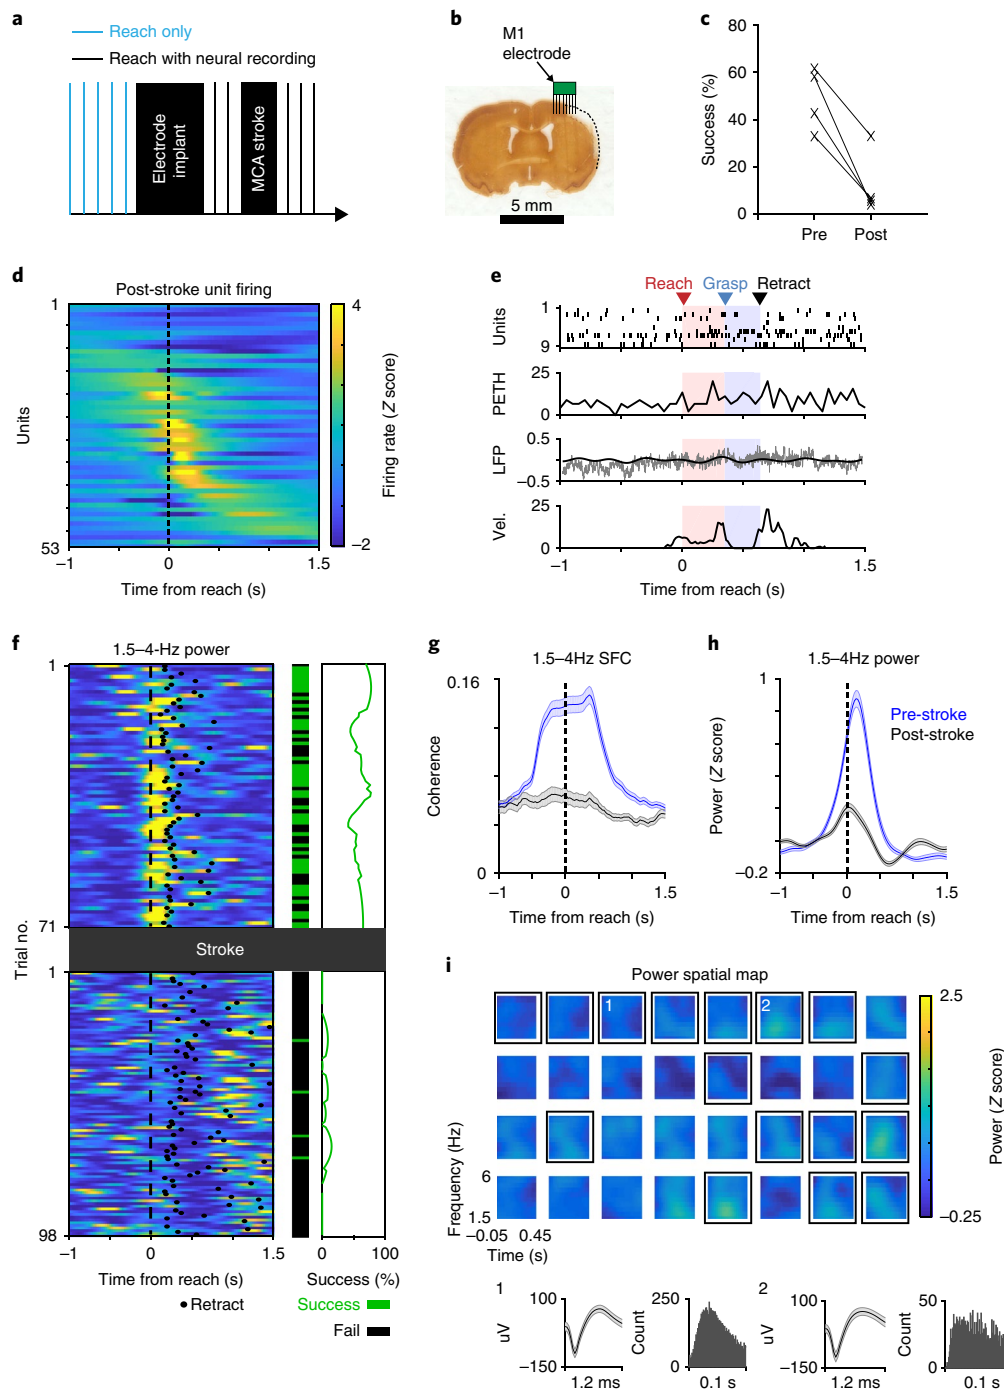 a
Reach only
Reach with neural recording
Electrode implant
MCA stroke
b
M1 electrode
5 mm
c
80
60
40
20
0
Success (%)
Pre
Post
d
Post-stroke unit firing
1
53
Units
–1
0
1.5
Time from reach (s)
4
–2
Firing rate (Z score)
e
Reach
Grasp
Retract
1
9
Units
25
0
PETH
0.5
–0.5
LFP
25
0
Vel.
–1
0
1.5
Time from reach (s)
f
1.5–4-Hz power
1
71
Trial no.
Stroke
1
98
–1
0
1.5
0
100
Time from reach (s)
Success (%)
Retract
Success
Fail
g
1.5–4Hz SFC
0.16
0
Coherence
–1
0
1.5
Time from reach (s)
h
1.5–4Hz power
1
–0.2
Power (Z score)
Pre-stroke
Post-stroke
–1
0
1.5
Time from reach (s)
i
Power spatial map
1
2
Frequency (Hz)
6
1.5
–0.05
0.45
Time (s)
2.5
–0.25
Power (Z score)
1
100
–150
uV
1.2 ms
250
0
Count
0.1 s
2
100
–150
uV
1.2 ms
50
0
Count
0.1 s